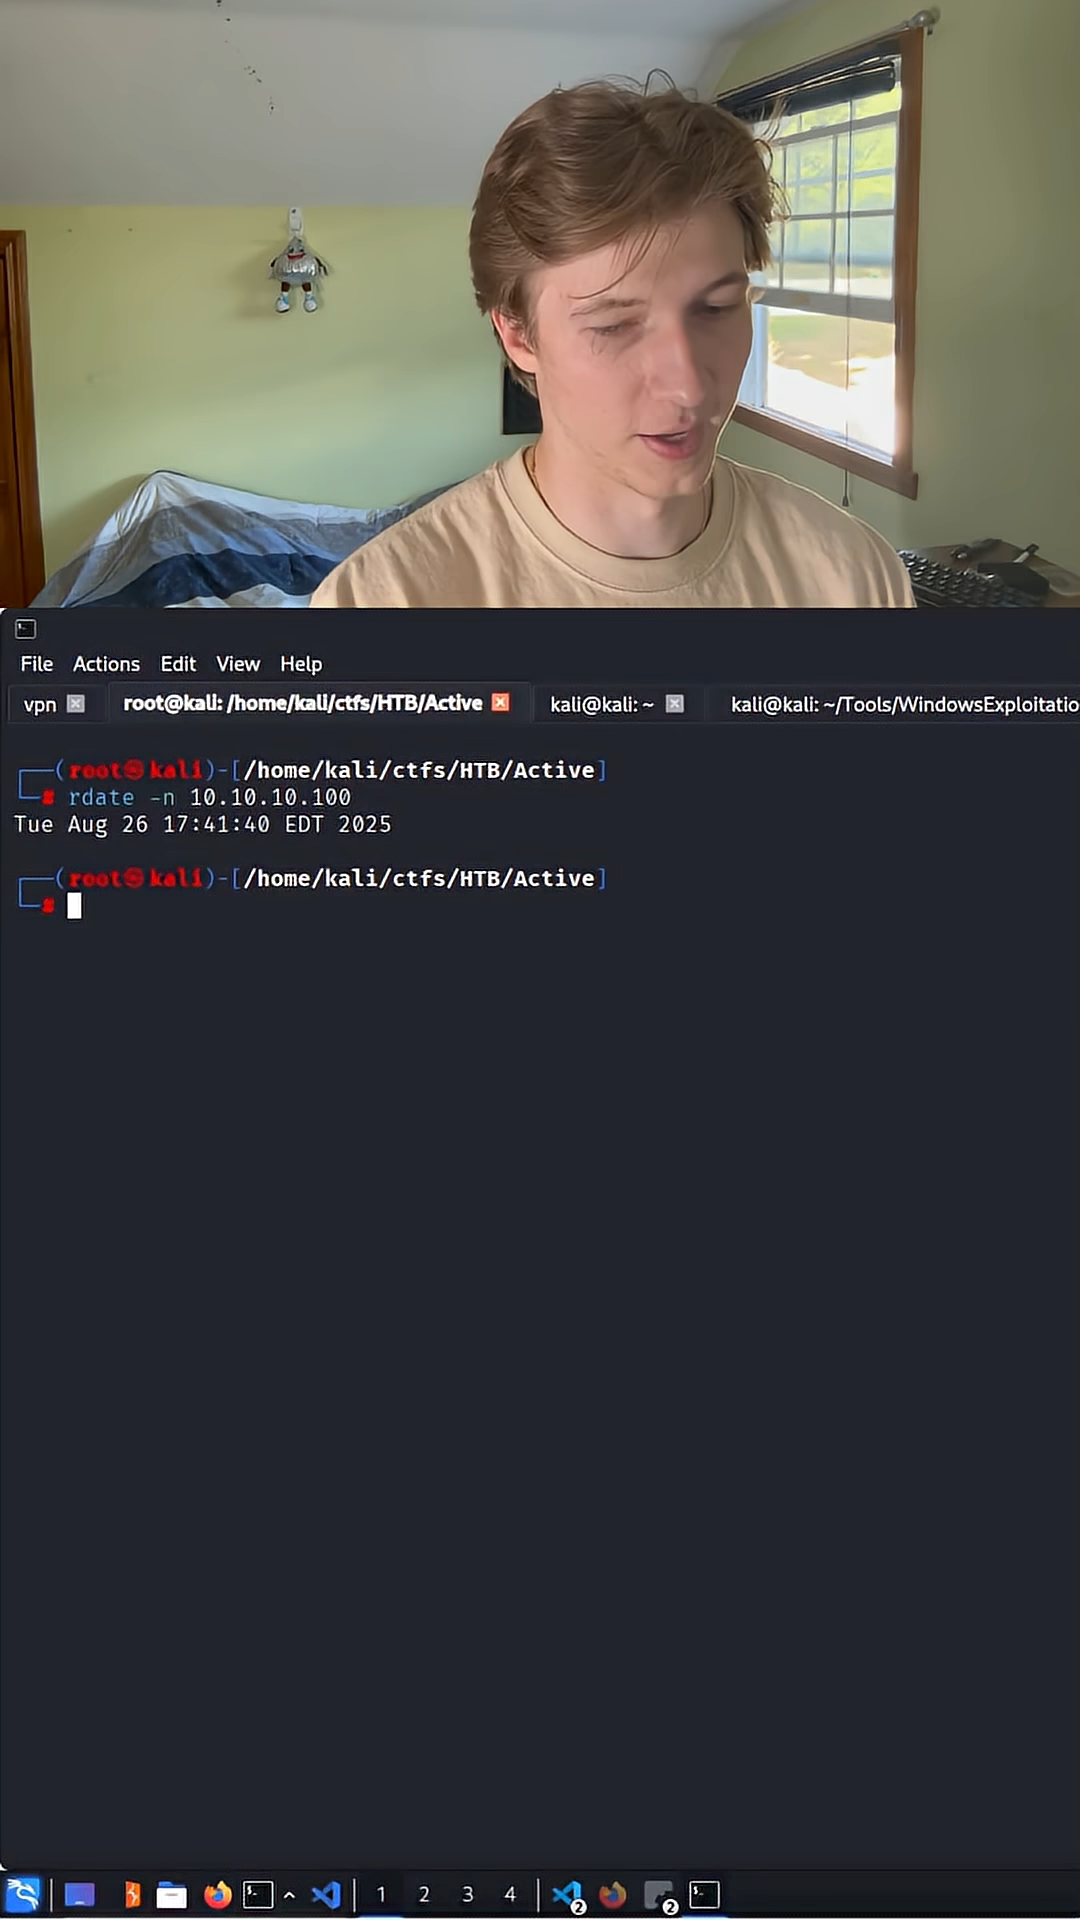 File Actions Edit View Help
vpn root@kali: /home/kali/ctfs/HTB/Active kali@kali: ~ kali@kali: ~/Tools/WindowsExploitatio
┌──(root㉿kali)-[/home/kali/ctfs/HTB/Active]
└─# rdate -n 10.10.10.100
Tue Aug 26 17:41:40 EDT 2025
┌──(root㉿kali)-[/home/kali/ctfs/HTB/Active]
└─#
1 2 3 4 2 2